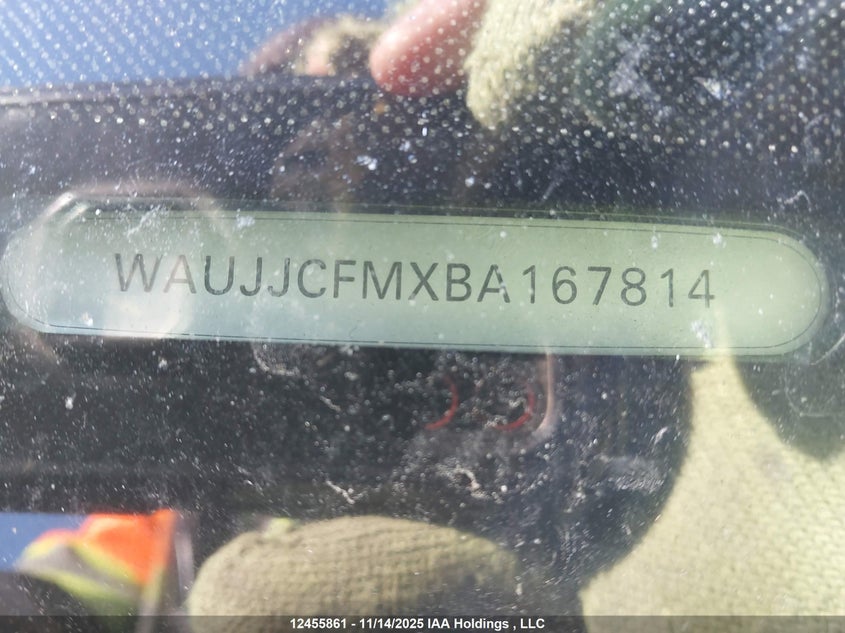 WAUJJCFMXBA167814
12455861 - 11/14/2025 IAA Holdings , LLC